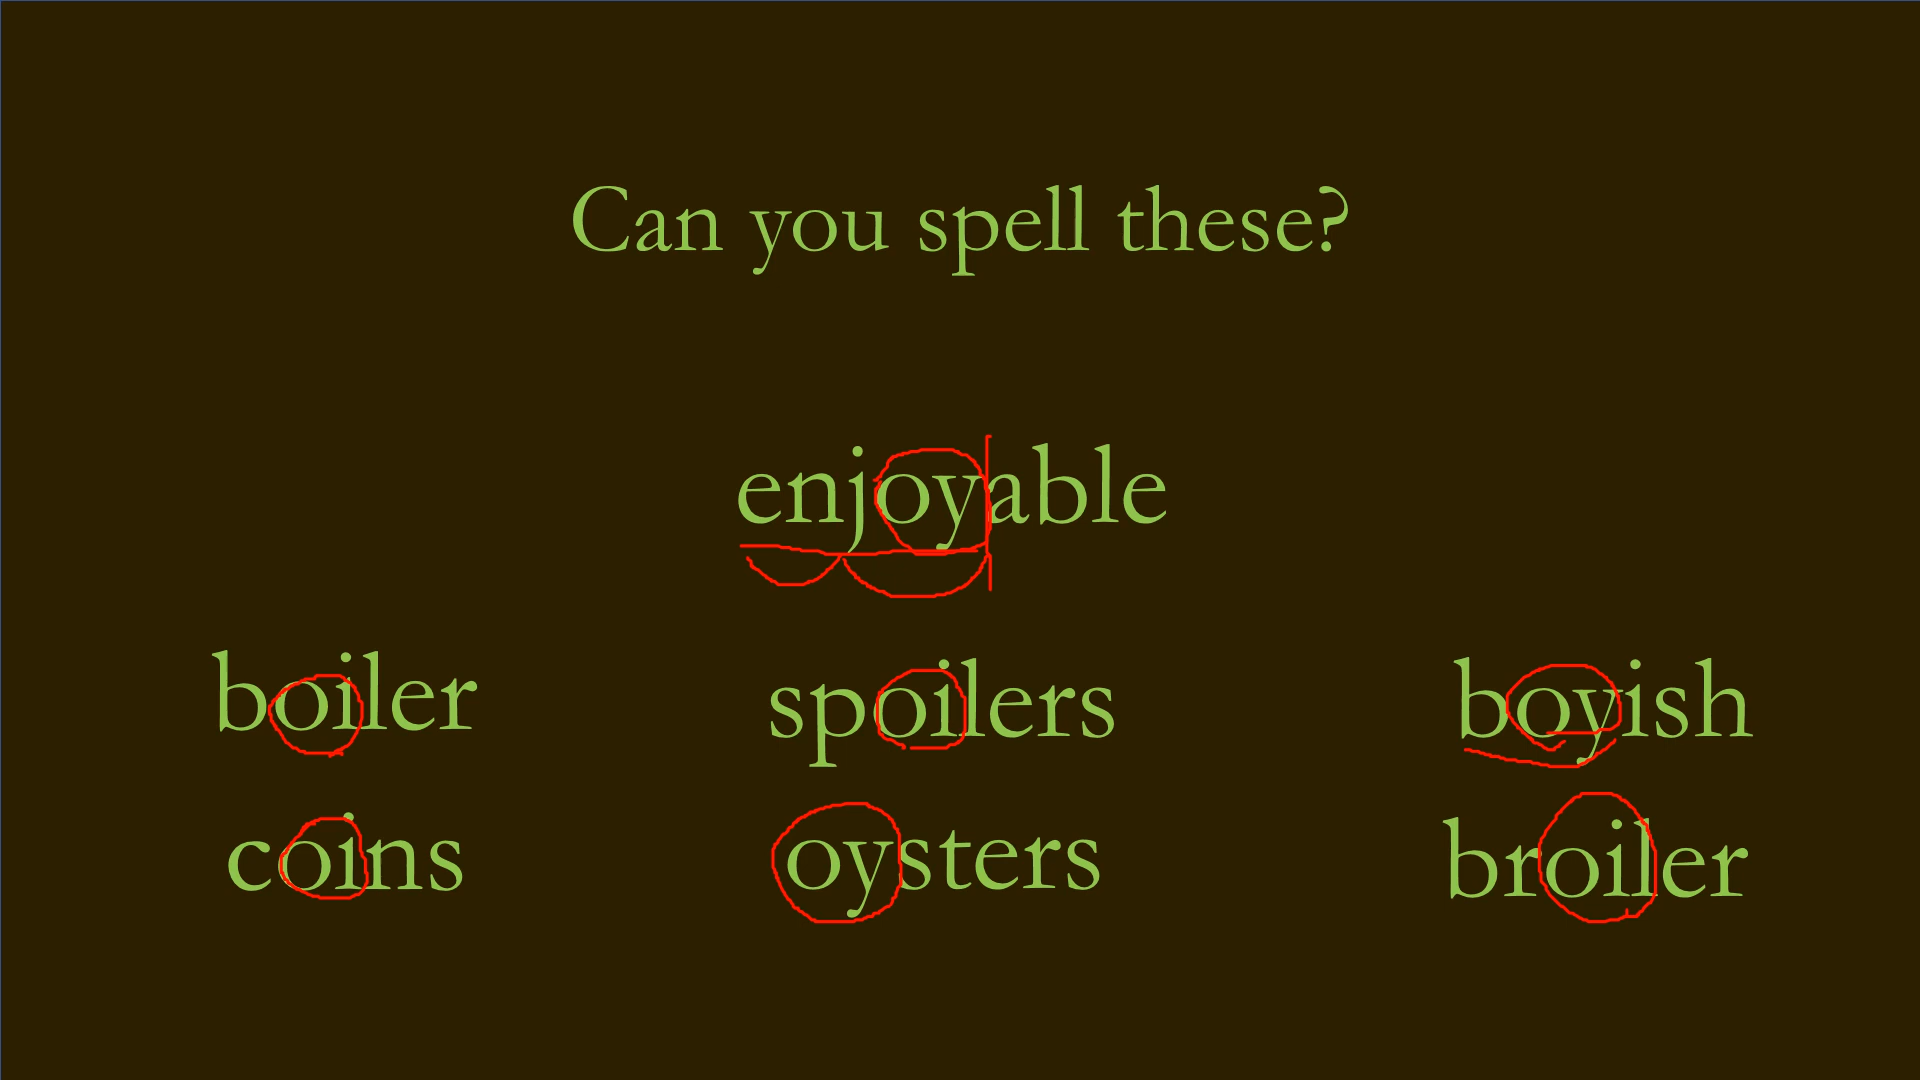 Can you spell these?
enjoyable
boiler spoilers boyish
coins oysters broiler